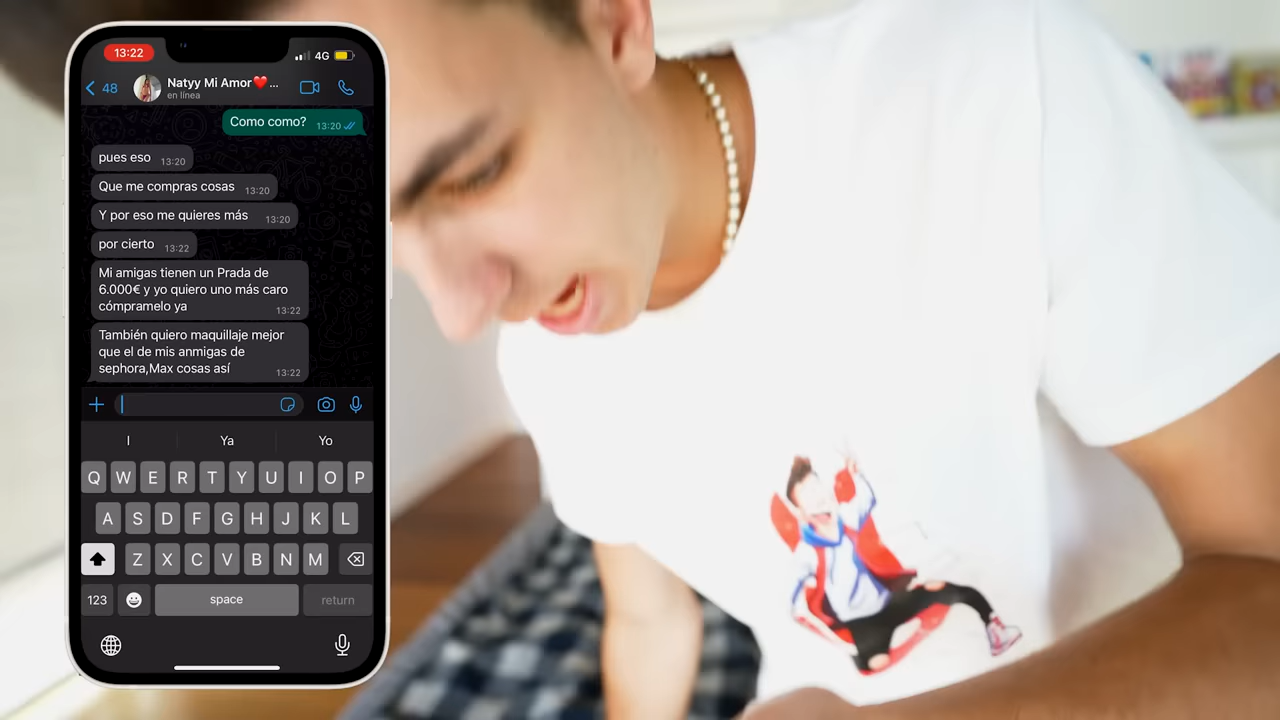 13:22
4G
48
Natyy Mi Amor❤️...
en línea
Como como?
13:20
pues eso
13:20
Que me compras cosas
13:20
Y por eso me quieres más
13:20
por cierto
13:22
Mi amigas tienen un Prada de
6.000€ y yo quiero uno más caro
cómpramelo ya
13:22
También quiero maquillaje mejor
que el de mis anmigas de
sephora,Max cosas así
13:22
I Ya Yo
Q W E R T Y U I O P
A S D F G H J K L
Z X C V B N M
123 space return